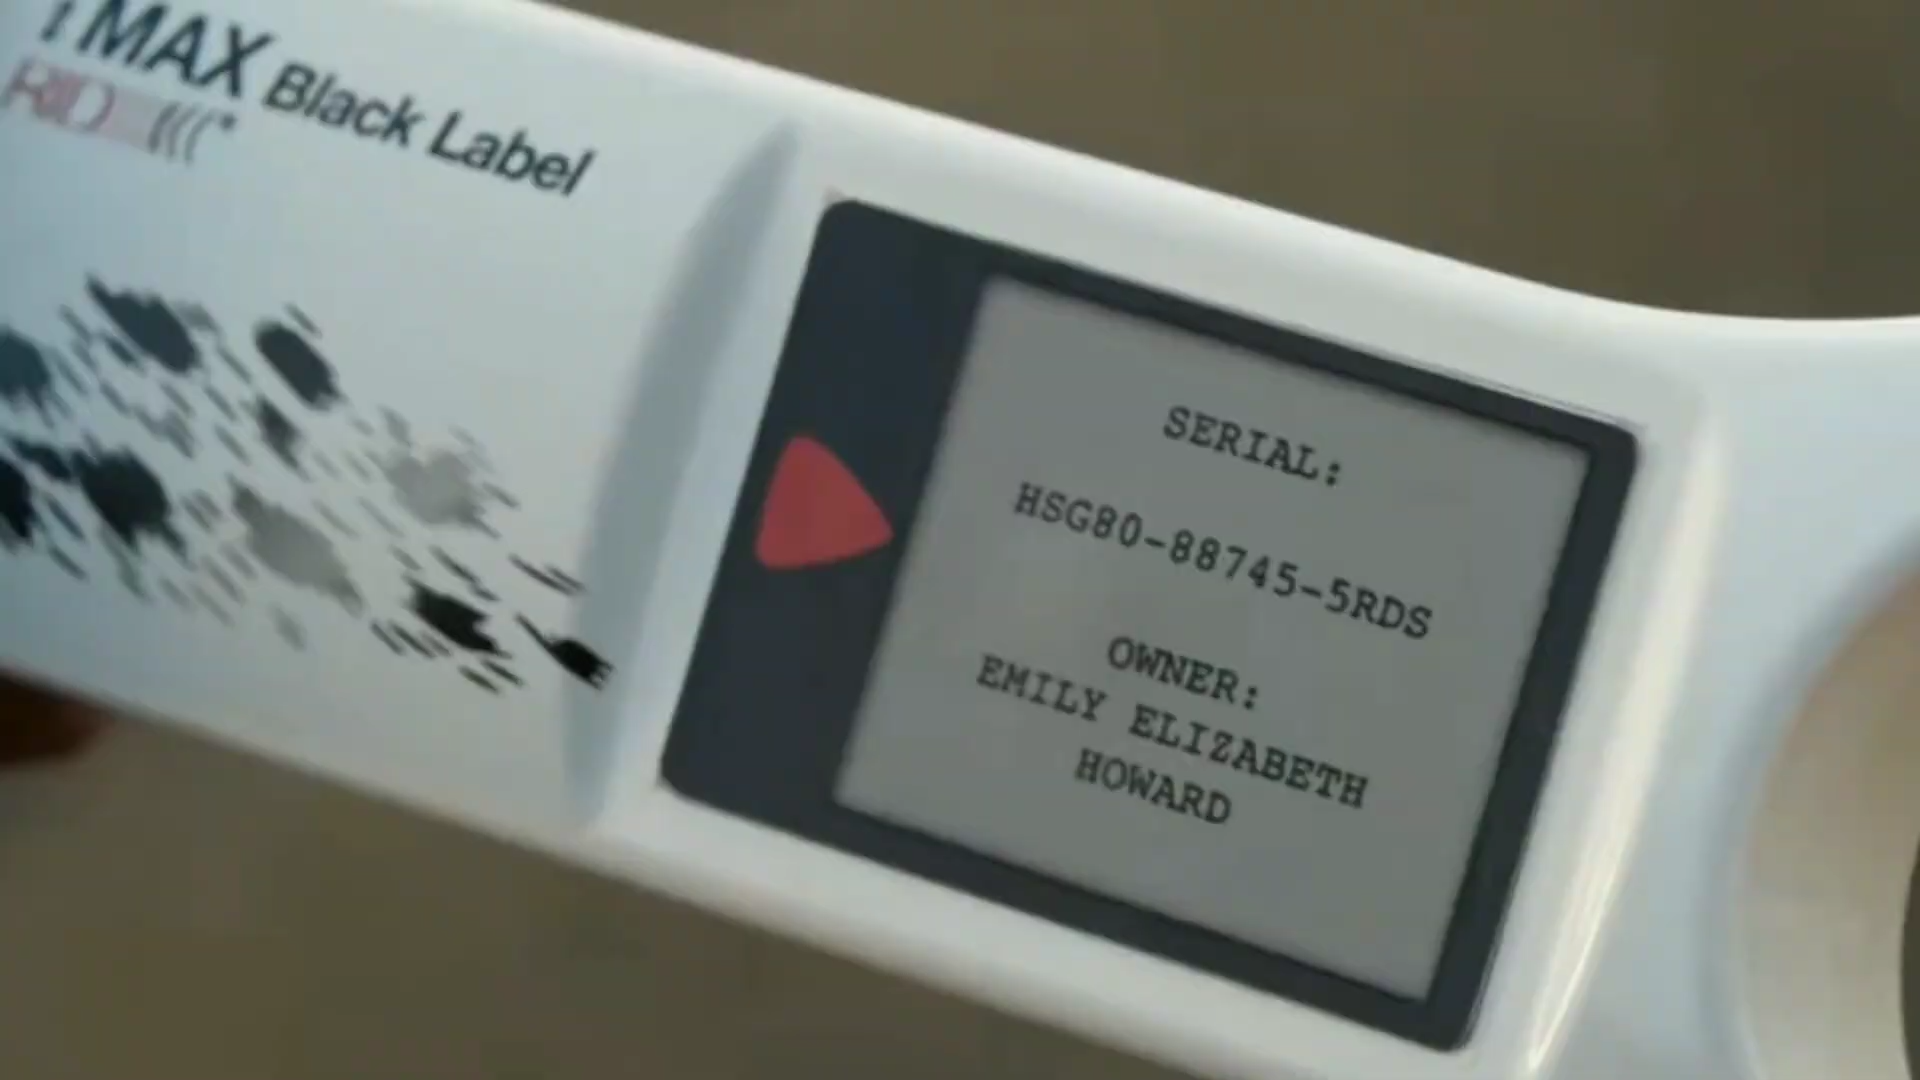 MAX Black Label
SERIAL:
HSG80-88745-5RDS
OWNER:
EMILY ELIZABETH
HOWARD